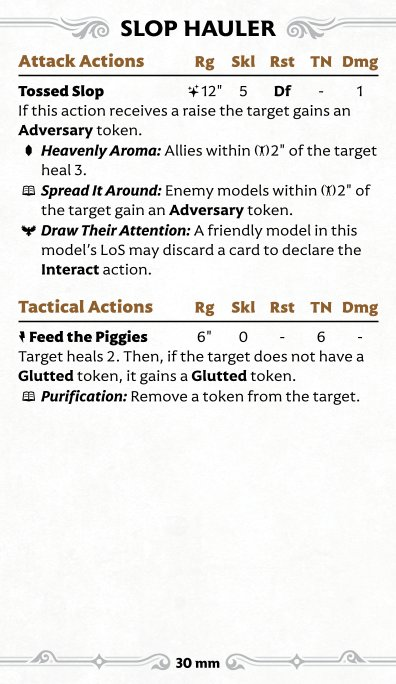 SLOP HAULER
Attack Actions Rg Skl Rst TN Dmg
Tossed Slop 12" 5 Df - 1
If this action receives a raise the target gains an
Adversary token.
Heavenly Aroma: Allies within 2" of the target
heal 3.
Spread It Around: Enemy models within 2" of
the target gain an Adversary token.
Draw Their Attention: A friendly model in this
model's LoS may discard a card to declare the
Interact action.
Tactical Actions Rg Skl Rst TN Dmg
Feed the Piggies 6" 0 - 6 -
Target heals 2. Then, if the target does not have a
Glutted token, it gains a Glutted token.
Purification: Remove a token from the target.
30 mm